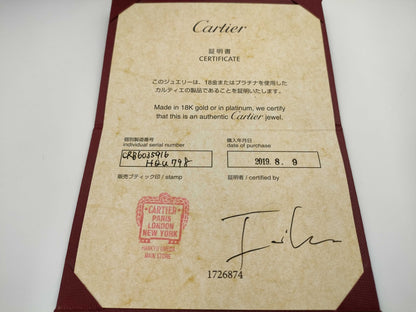 Cartier
証明書
CERTIFICATE
このジュエリーは、18金またはプラチナを使用した
カルティエの製品であることを証明いたします。
Made in 18K gold or in platinum, we certify
that this is an authentic Cartier jewel.
個別製造番号
individual serial number
CRB6035916
HQU798
購入年月日
date of purchase
2019. 8. 9
販売ブティック印 / stamp
証明者 / certified by
CARTIER
PARIS
LONDON
NEW YORK
HANKYU UMEDA
MAIN STORE
1726874